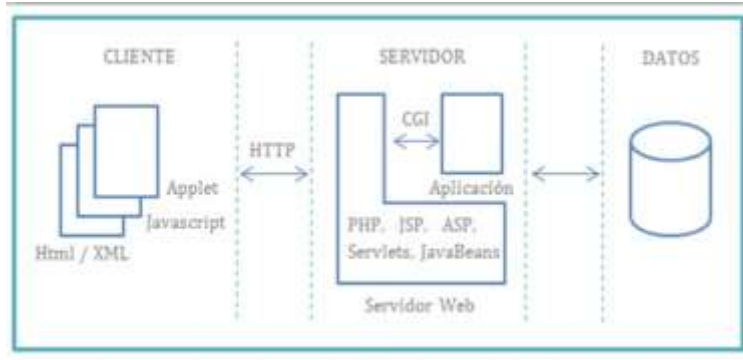 CLIENTE
SERVIDOR
DATOS
CGI
HTTP
Applet
Aplicación
Javascript
PHP, JSP, ASP,
Servlets, JavaBeans
Html / XML
Servidor Web